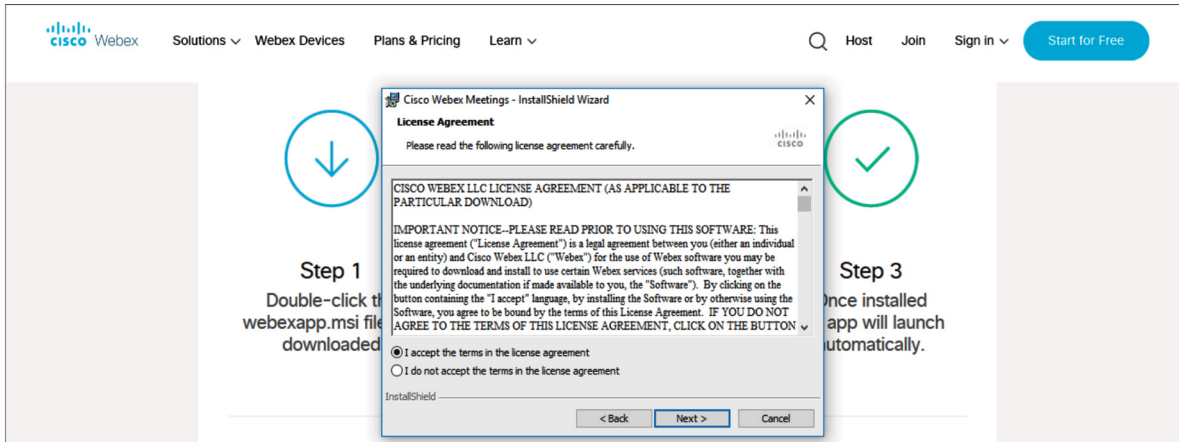 CISCO Webex Solutions Webex Devices Plans & Pricing Learn Host Join Sign in Start for Free
Cisco Webex Meetings - InstallShield Wizard
License Agreement
Please read the following license agreement carefully.
CISCO
CISCO WEBEX LLC LICENSE AGREEMENT (AS APPLICABLE TO THE
PARTICULAR DOWNLOAD)
IMPORTANT NOTICE--PLEASE READ PRIOR TO USING THIS SOFTWARE: This
license agreement ("License Agreement") is a legal agreement between you (either an individual
or an entity) and Cisco Webex LLC ("Webex") for the use of Webex software you may be
required to download and install to use certain Webex services (such software, together with
the underlying documentation if made available to you, the "Software"). By clicking on the
button containing the "I accept" language, by installing the Software or by otherwise using the
Software, you agree to be bound by the terms of this License Agreement. IF YOU DO NOT
AGREE TO THE TERMS OF THIS LICENSE AGREEMENT, CLICK ON THE BUTTON
I accept the terms in the license agreement
I do not accept the terms in the license agreement
InstallShield
< Back Next > Cancel
Step 1
Double-click
webexapp.msi
downloaded
Step 3
installed
app will launch